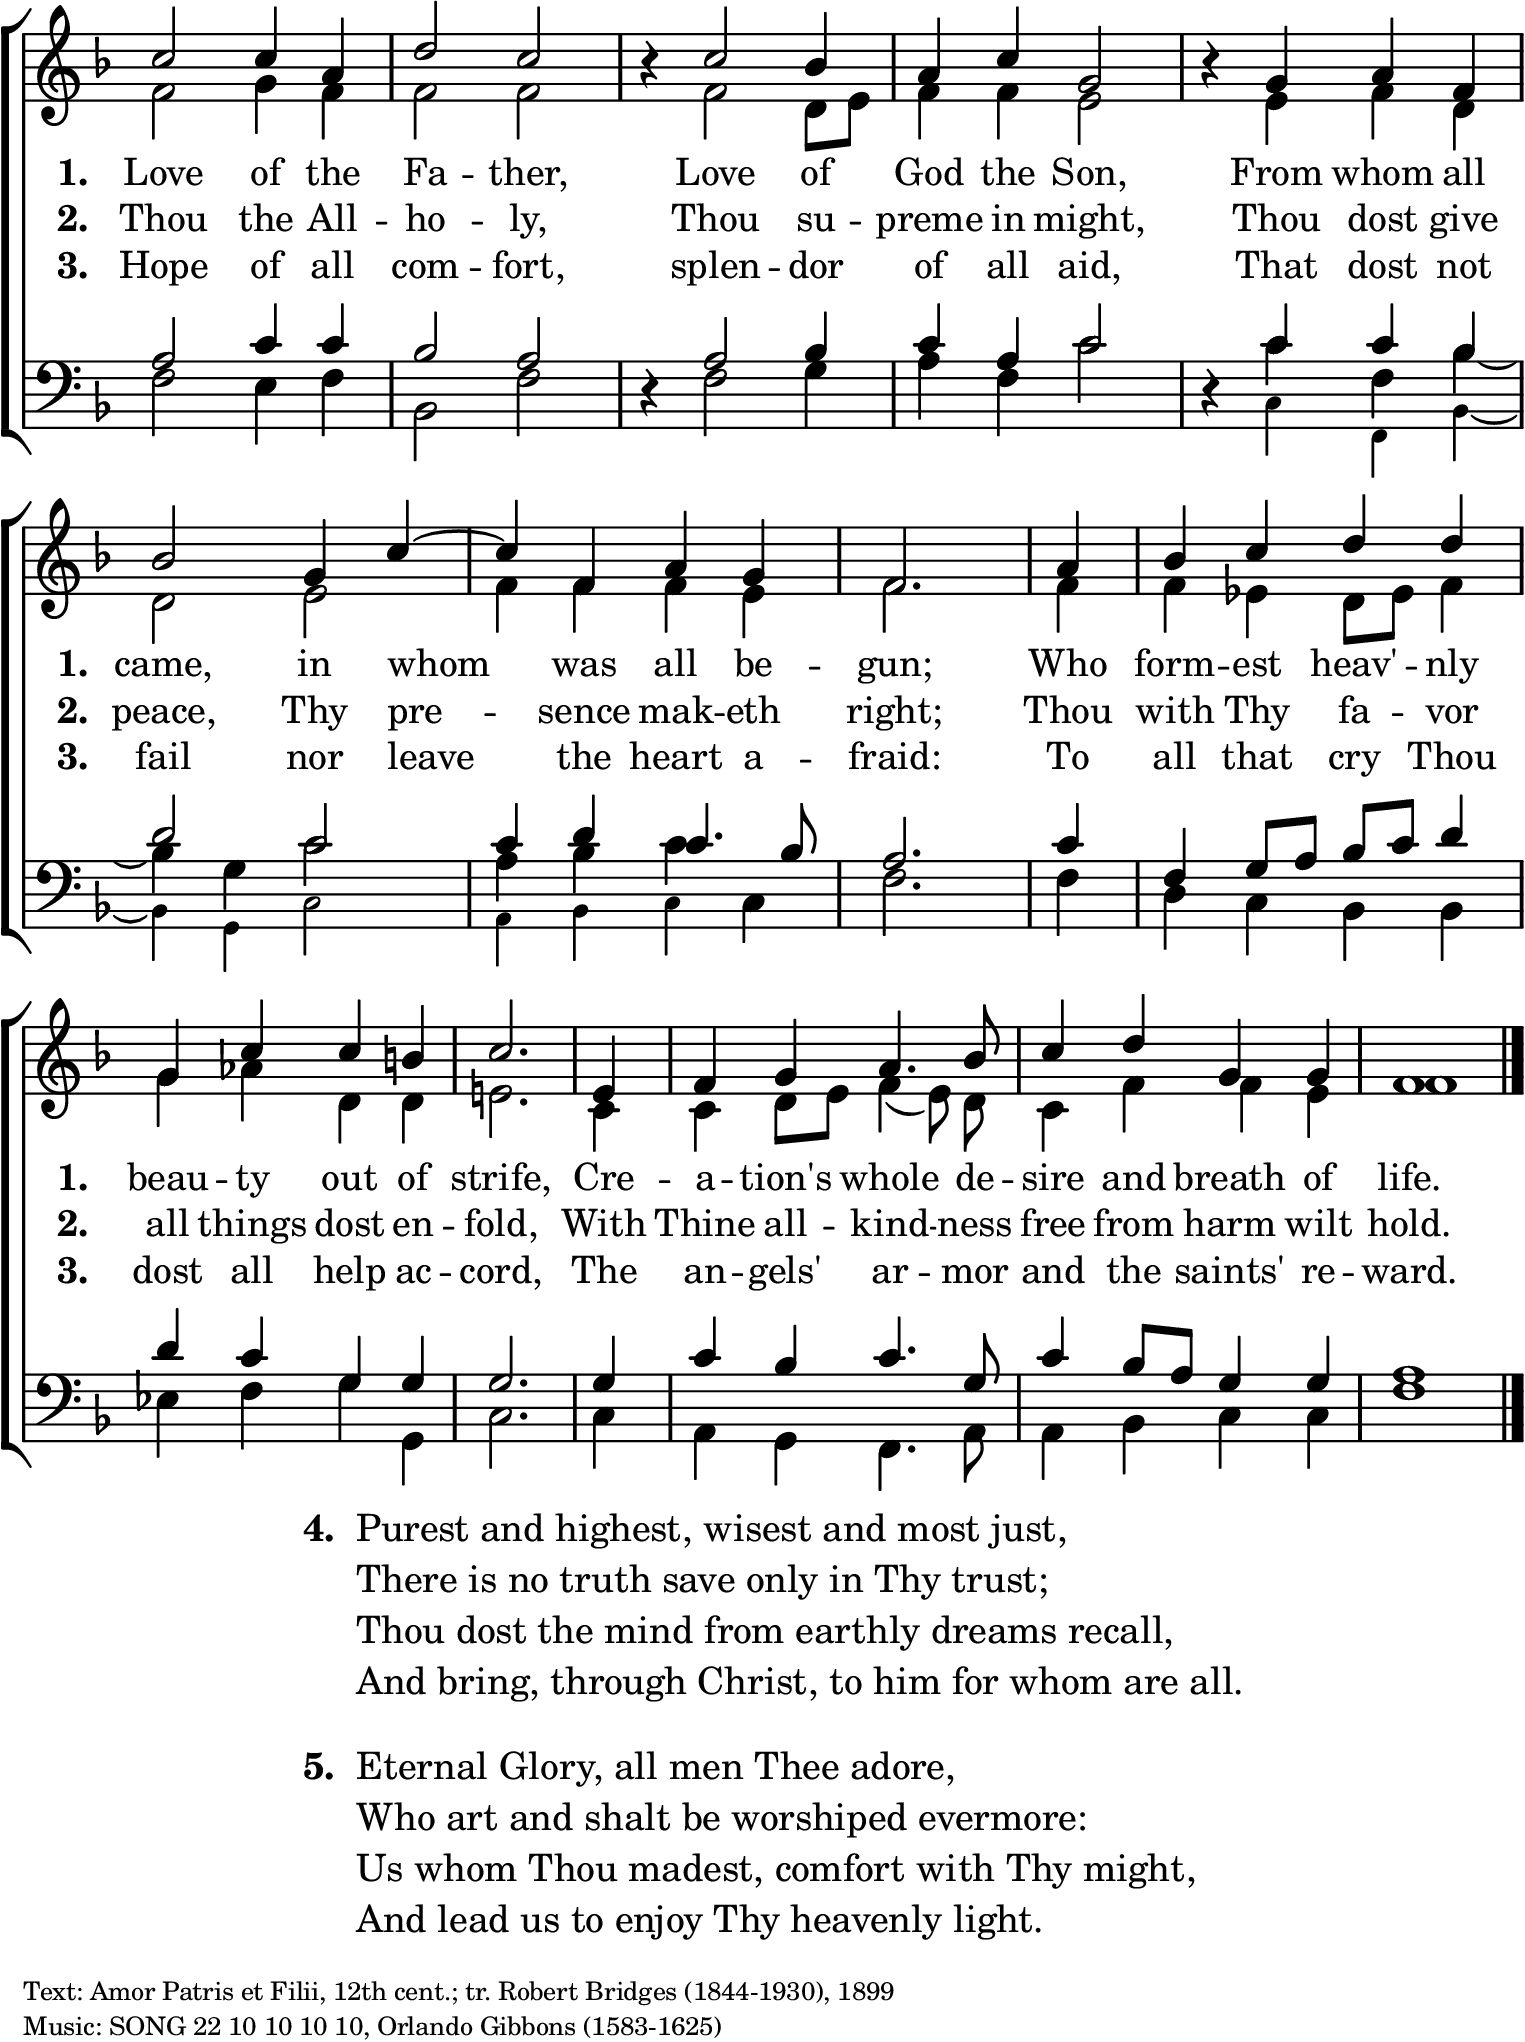 1. Love of the Fa -- ther, Love of God the Son, From whom all
2. Thou the All -- ho -- ly, Thou su -- preme in might, Thou dost give
3. Hope of all com -- fort, splen -- dor of all aid, That dost not
1. came, in whom was all be -- gun; Who form -- est heav' -- nly
2. peace, Thy pre -- sence mak -- eth right; Thou with Thy fa -- vor
3. fail nor leave the heart a -- fraid: To all that cry Thou
1. beau -- ty out of strife, Cre -- a -- tion's whole de -- sire and breath of life.
2. all things dost en -- fold, With Thine all -- kind -- ness free from harm wilt hold.
3. dost all help ac -- cord, The an -- gels' ar -- mor and the saints' re -- ward.
4. Purest and highest, wisest and most just,
There is no truth save only in Thy trust;
Thou dost the mind from earthly dreams recall,
And bring, through Christ, to him for whom are all.
5. Eternal Glory, all men Thee adore,
Who art and shalt be worshiped evermore:
Us whom Thou madest, comfort with Thy might,
And lead us to enjoy Thy heavenly light.
Text: Amor Patris et Filii, 12th cent.; tr. Robert Bridges (1844-1930), 1899
Music: SONG 22 10 10 10 10, Orlando Gibbons (1583-1625)